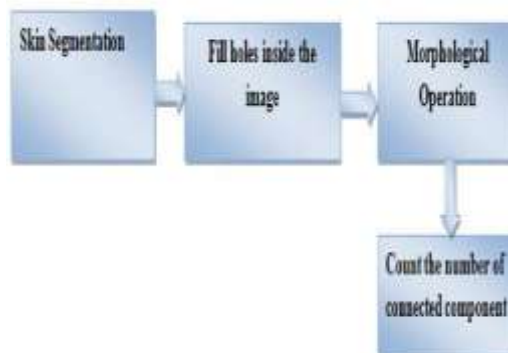 Skin Segmentation
Fill holes inside the
image
Morphological
Operation
Count the number of
connected component